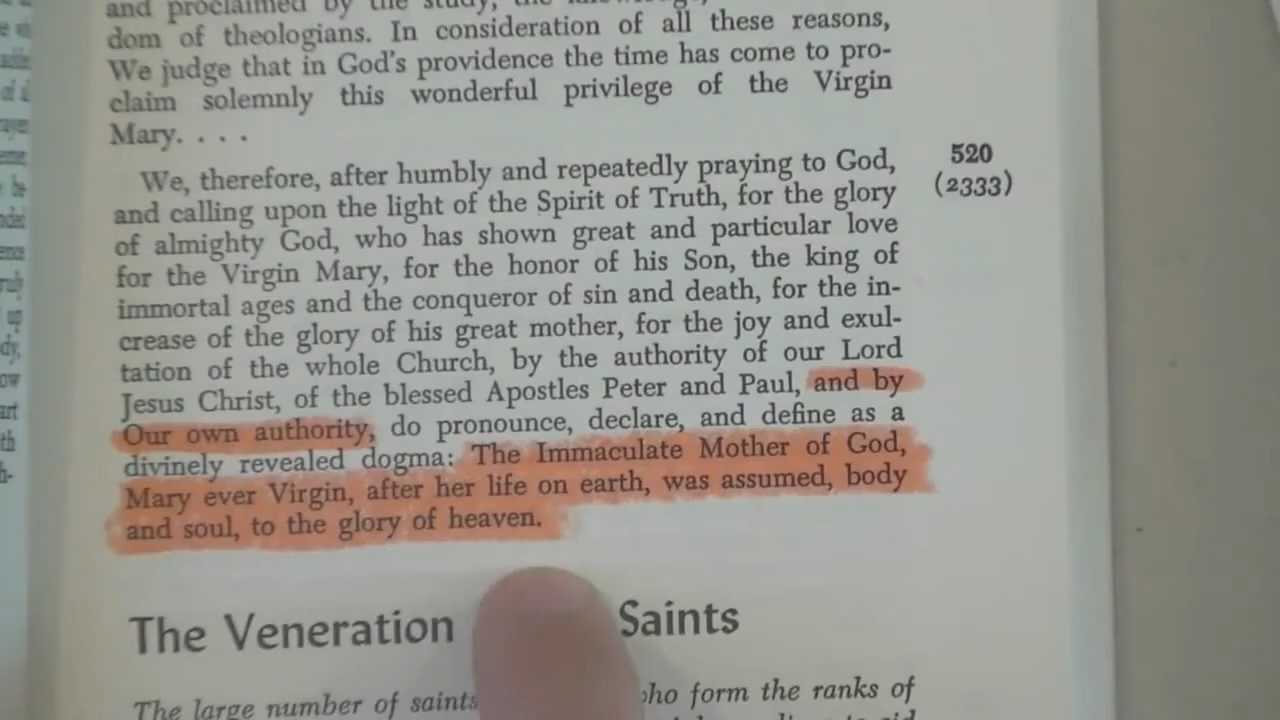 and proclaimed by the study, the
dom of theologians. In consideration of all these reasons,
We judge that in God's providence the time has come to pro-
claim solemnly this wonderful privilege of the Virgin
Mary. . . .
We, therefore, after humbly and repeatedly praying to God,
and calling upon the light of the Spirit of Truth, for the glory
of almighty God, who has shown great and particular love
for the Virgin Mary, for the honor of his Son, the king of
immortal ages and the conqueror of sin and death, for the in-
crease of the glory of his great mother, for the joy and exul-
tation of the whole Church, by the authority of our Lord
Jesus Christ, of the blessed Apostles Peter and Paul, and by
Our own authority, do pronounce, declare, and define as a
divinely revealed dogma: The Immaculate Mother of God,
Mary ever Virgin, after her life on earth, was assumed, body
and soul, to the glory of heaven.
520
(2333)
The Veneration Saints
The large number of saints form the ranks of